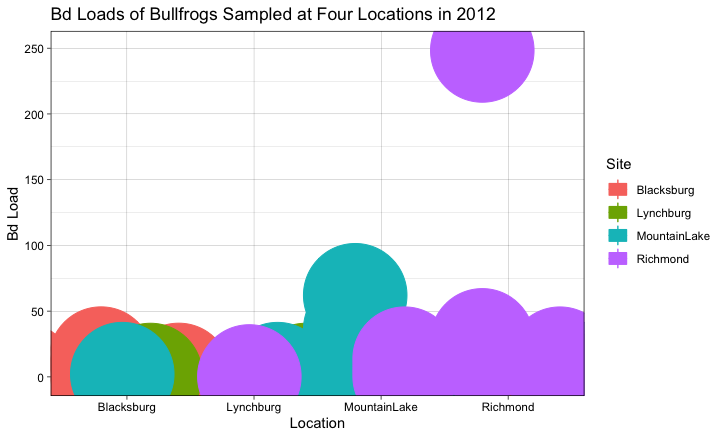 Bd Loads of Bullfrogs Sampled at Four Locations in 2012
250
200
150
100
50
0
Bd Load
Blacksburg
Lynchburg
MountainLake
Richmond
Location
Site
Blacksburg
Lynchburg
MountainLake
Richmond